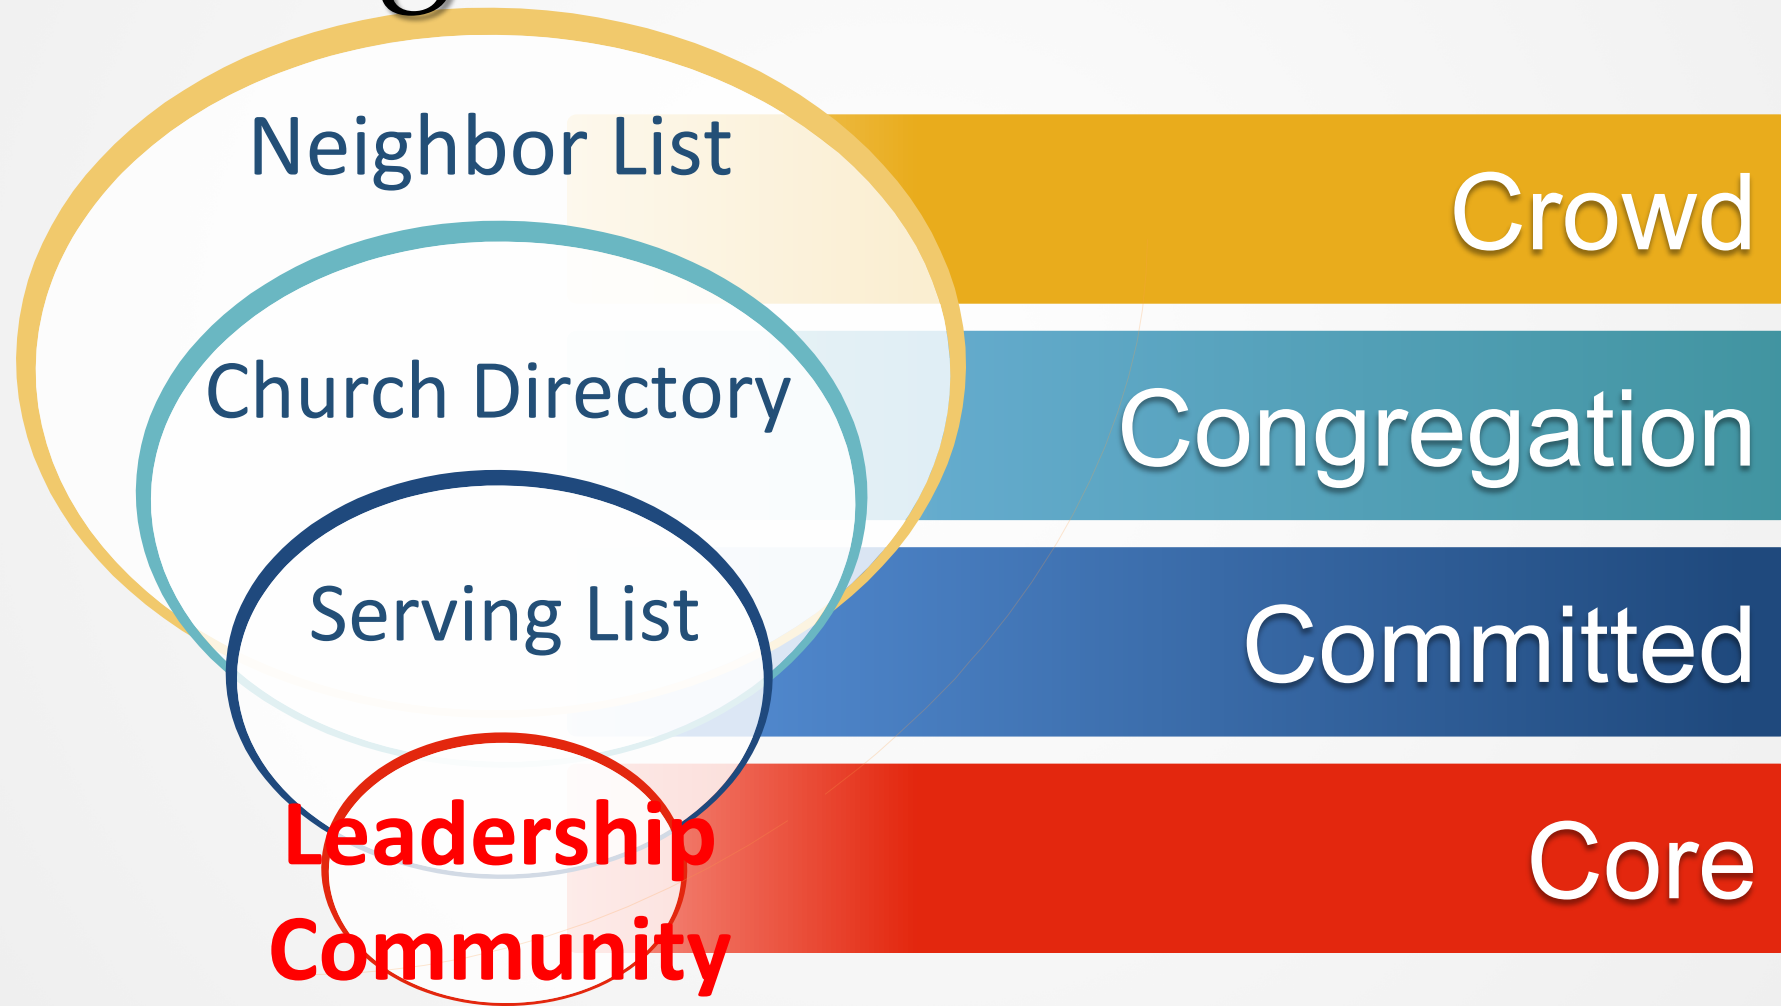 Neighbor List
Crowd
Church Directory
Congregation
Serving List
Committed
Leadership
Community
Core